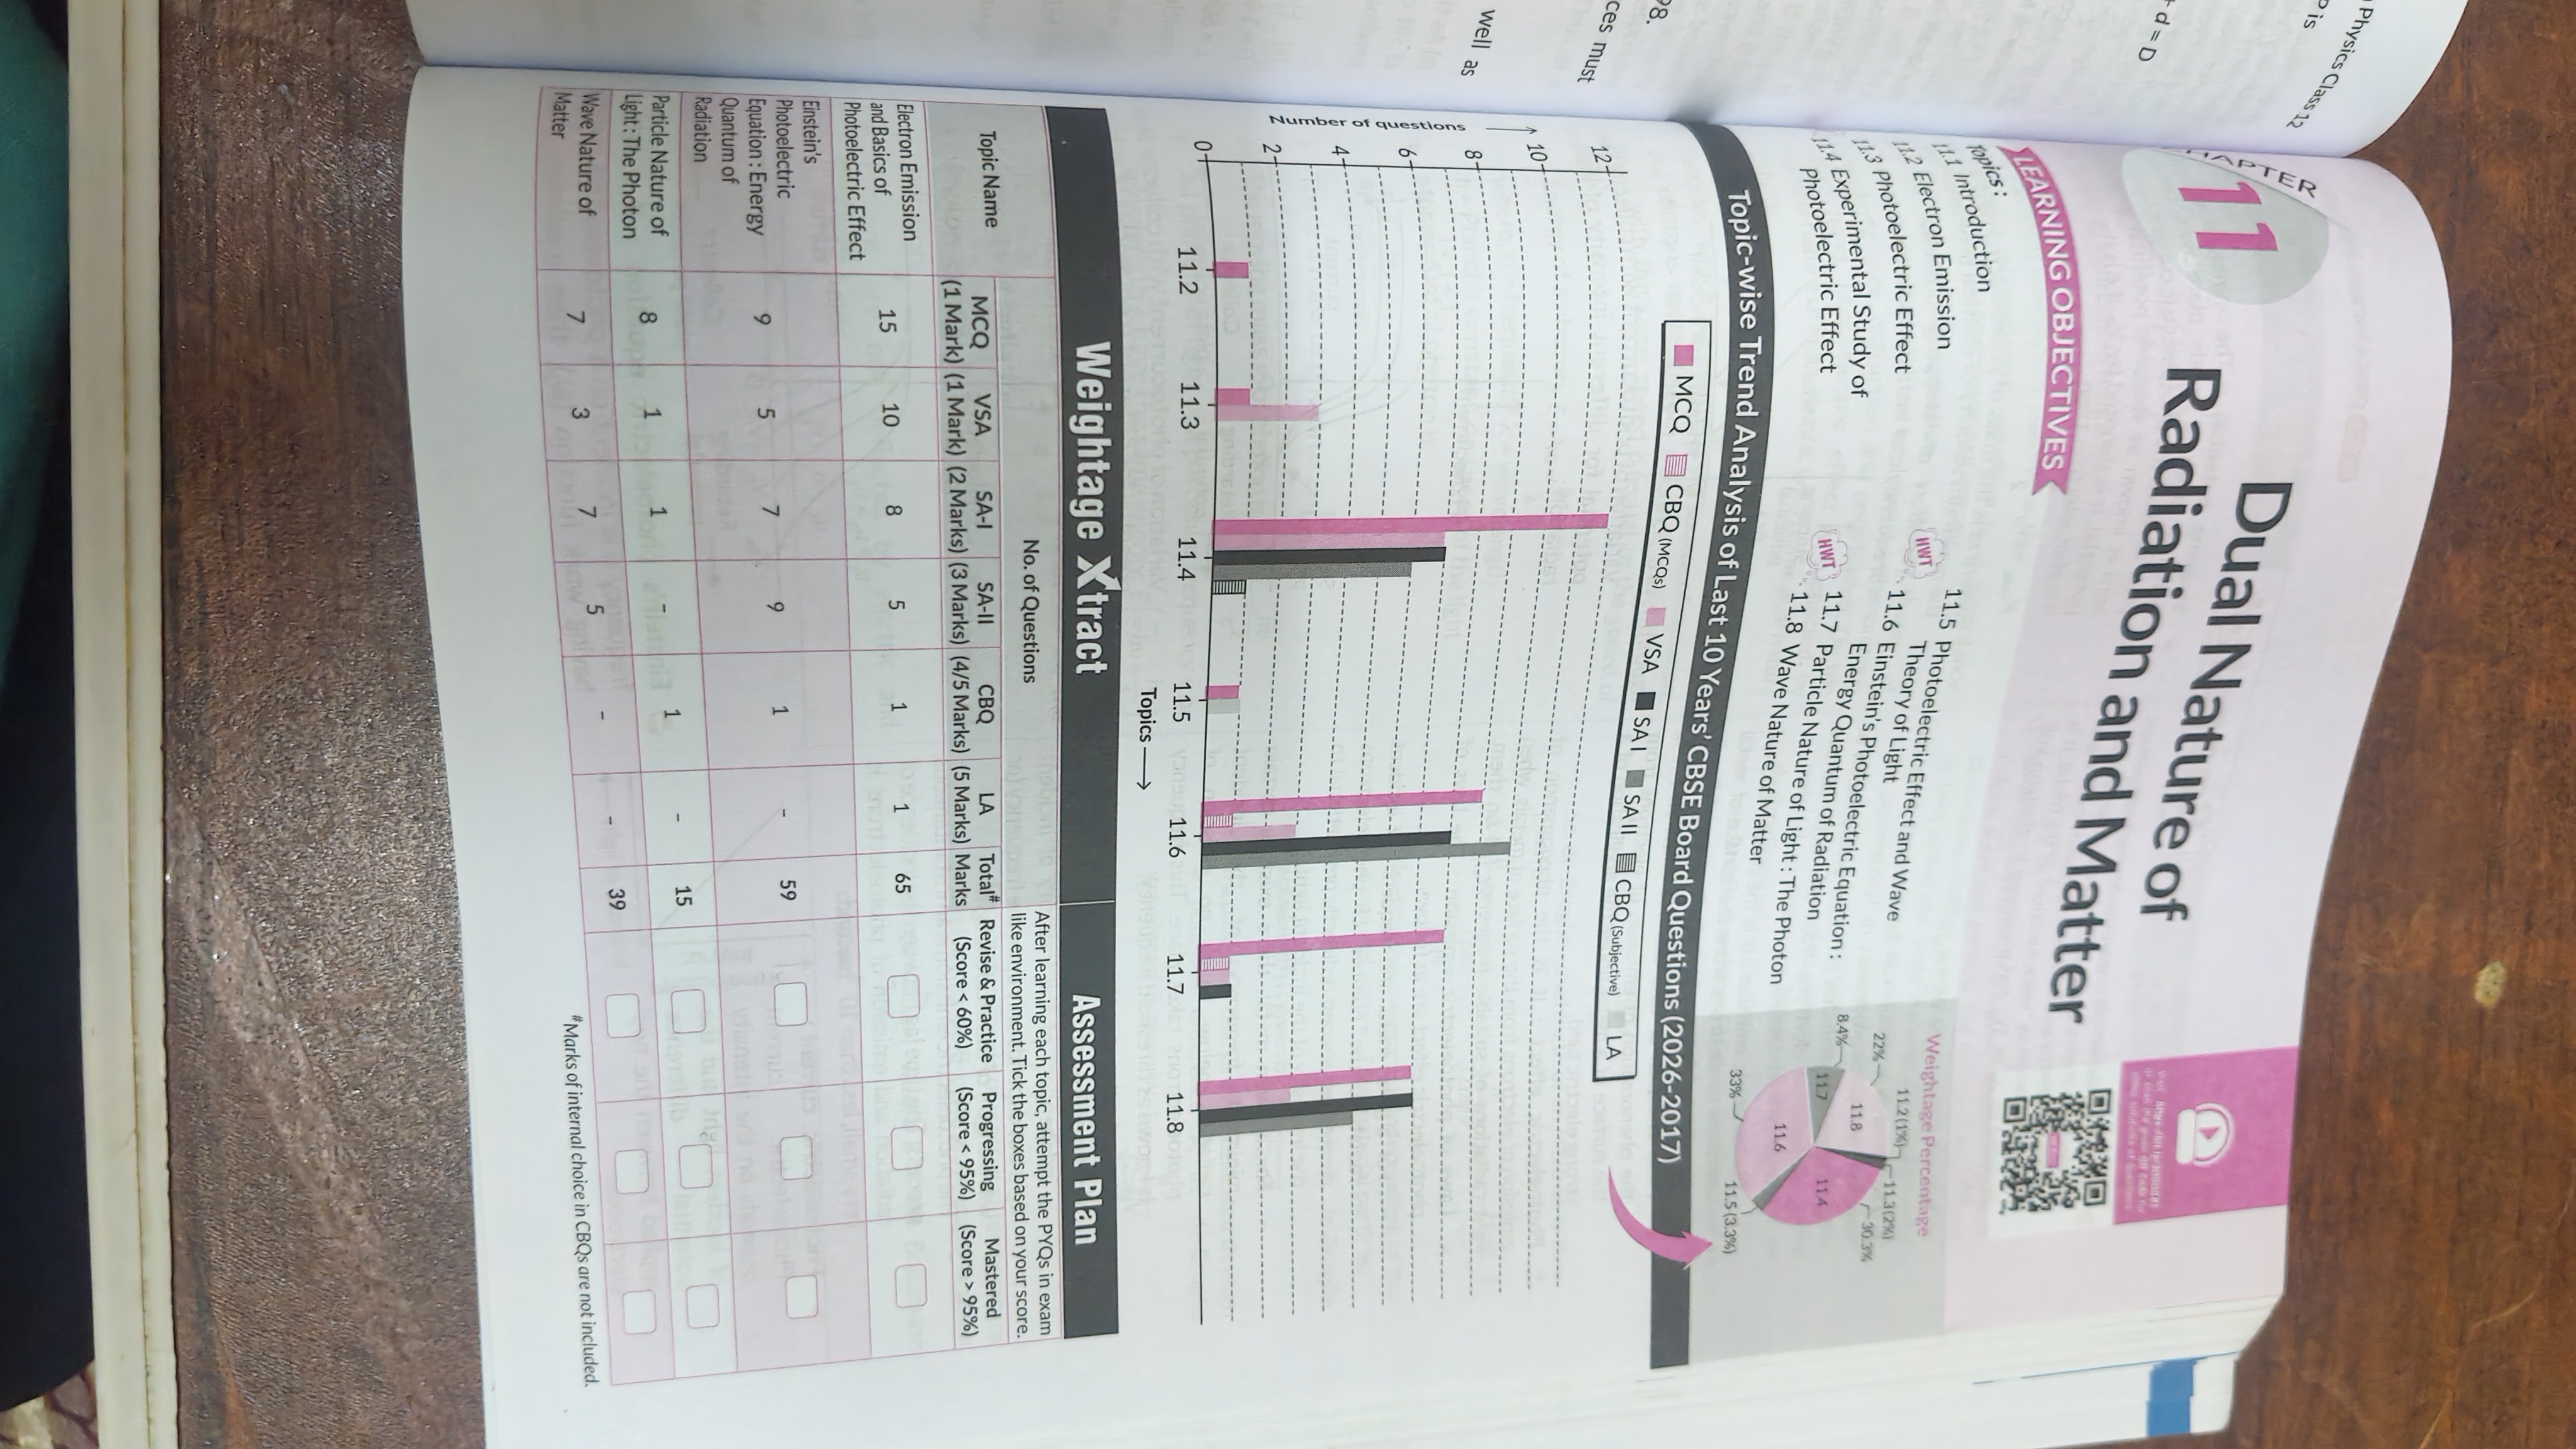 Physics Class 12
P is
+ d = D
ces must
98.
well as
CHAPTER
11
Dual Nature of
Radiation and Matter
LEARNING OBJECTIVES
Topics :
11.1 Introduction
11.2 Electron Emission
11.3 Photoelectric Effect
11.4 Experimental Study of
Photoelectric Effect
HWT
11.5 Photoelectric Effect and Wave
Theory of Light
11.6 Einstein's Photoelectric Equation :
Energy Quantum of Radiation
HWT
11.7 Particle Nature of Light : The Photon
11.8 Wave Nature of Matter
Weightage Percentage
11.2 (1%)
11.3 (2%)
22%
30.3%
8.4%
11.8
11.4
11.7
11.6
33%
11.5 (3.3%)
Topic-wise Trend Analysis of Last 10 Years' CBSE Board Questions (2026-2017)
MCQ CBQ (MCQs) VSA SA I SA II CBQ (Subjective) LA
Number of questions
12
10
8
6
4
2
0
11.2 11.3 11.4 11.5 11.6 11.7 11.8
Topics
Weightage Xtract
Assessment Plan
Topic Name
No. of Questions
After learning each topic, attempt the PYQs in exam
like environment. Tick the boxes based on your score.
MCQ (1 Mark) VSA (1 Mark) SA-I (2 Marks) SA-II (3 Marks) CBQ (4/5 Marks) LA (5 Marks) Total# Marks Revise & Practice (Score < 60%) Progressing (Score < 95%) Mastered (Score > 95%)
Electron Emission
and Basics of
Photoelectric Effect
15 10 8 5 1 1 65
Einstein's
Photoelectric
Equation : Energy
Quantum of
Radiation
9 5 7 9 1 - 59
Particle Nature of
Light : The Photon
8 1 1 - 1 - 15
Wave Nature of
Matter
7 3 7 5 - - 39
#Marks of internal choice in CBQs are not included.